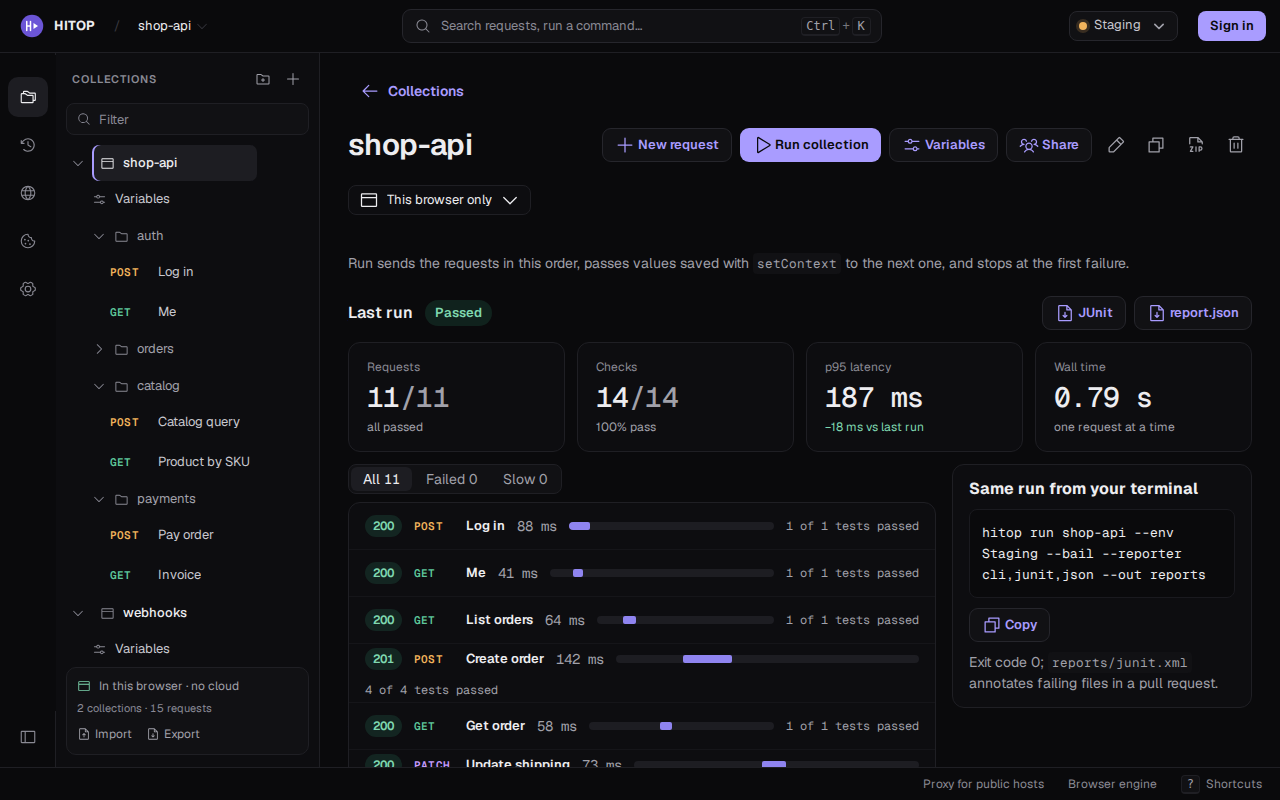 HITOP / shop-api
Search requests, run a command... Ctrl + K
Staging
Sign in
COLLECTIONS
Filter
shop-api
Variables
auth
POST Log in
GET Me
orders
catalog
POST Catalog query
GET Product by SKU
payments
POST Pay order
GET Invoice
webhooks
Variables
In this browser · no cloud
2 collections · 15 requests
Import Export
Collections
shop-api
New request Run collection Variables Share ZIP
This browser only
Run sends the requests in this order, passes values saved with setContext to the next one, and stops at the first failure.
Last run Passed
JUnit report.json
Requests
11/11
all passed
Checks
14/14
100% pass
p95 latency
187 ms
−18 ms vs last run
Wall time
0.79 s
one request at a time
All 11 Failed 0 Slow 0
200 POST Log in 88 ms 1 of 1 tests passed
200 GET Me 41 ms 1 of 1 tests passed
200 GET List orders 64 ms 1 of 1 tests passed
201 POST Create order 142 ms
4 of 4 tests passed
200 GET Get order 58 ms 1 of 1 tests passed
200 PATCH Update shipping 73 ms
Same run from your terminal
hitop run shop-api --env
Staging --bail --reporter
cli,junit,json --out reports
Copy
Exit code 0; reports/junit.xml
annotates failing files in a pull request.
Proxy for public hosts Browser engine ? Shortcuts